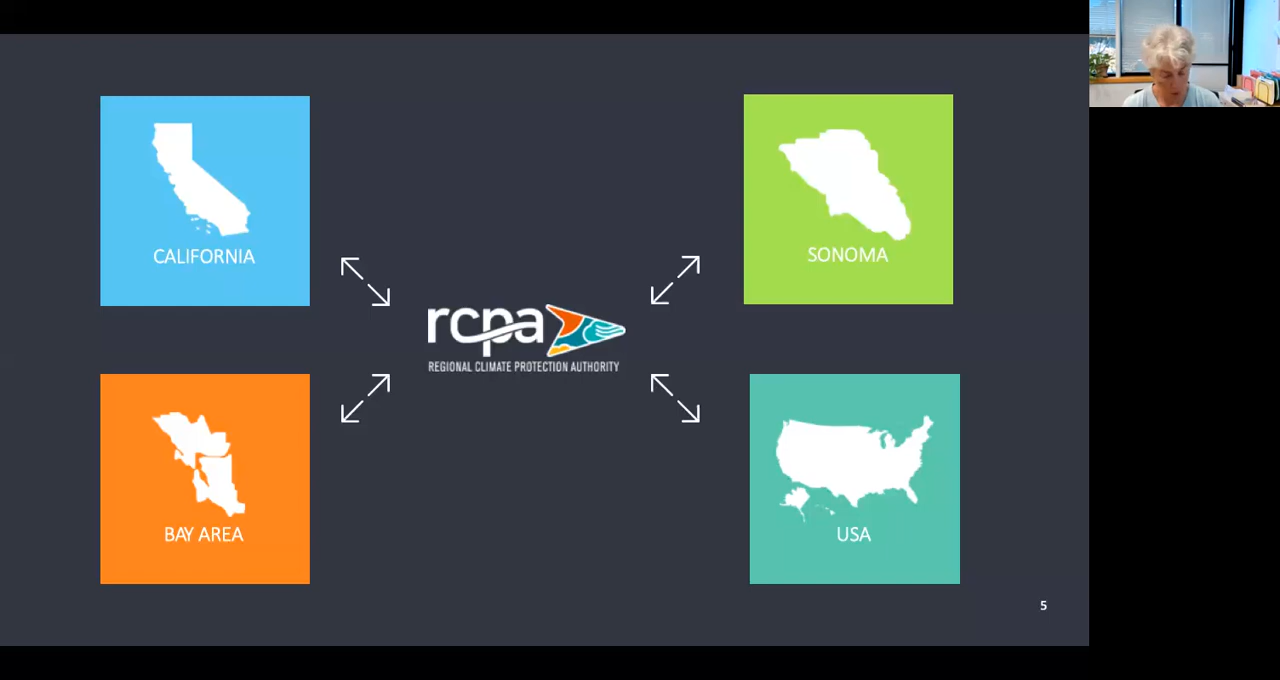 CALIFORNIA
SONOMA
rcpa
REGIONAL CLIMATE PROTECTION AUTHORITY
BAY AREA
USA
5